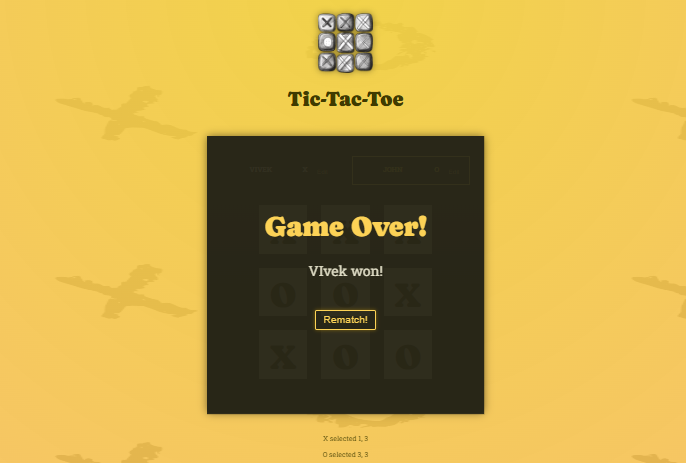 Tic-Tac-Toe
Game Over!
VIvek won!
Rematch!
O O X
X O O
X selected 1, 3
O selected 3, 3